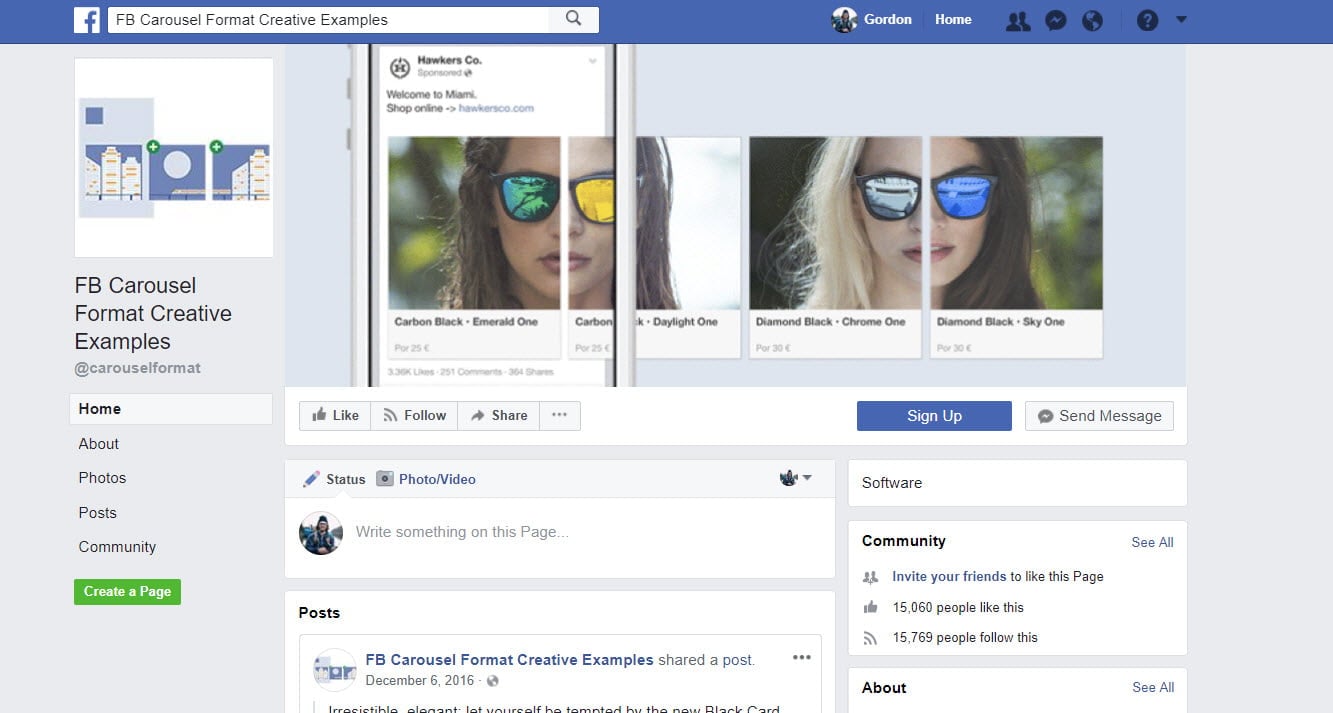 FB Carousel Format Creative Examples
Gordon
Home
Hawkers Co.
Sponsored
Welcome to Miami.
Shop online -> hawkersco.com
Carbon Black • Emerald One
Por 25 €
Carbon
ck • Daylight One
Por 25 €
Diamond Black • Chrome One
Por 30 €
Diamond Black • Sky One
Por 30 €
3.36K Likes · 251 Comments · 364 Shares
FB Carousel
Format Creative
Examples
@carouselformat
Home
About
Photos
Posts
Community
Create a Page
Like
Follow
Share
Sign Up
Send Message
Status
Photo/Video
Write something on this Page...
Posts
FB Carousel Format Creative Examples shared a post.
December 6, 2016 ·
Irresistible, elegant: let yourself be tempted by the new Black Card
Software
Community
See All
Invite your friends to like this Page
15,060 people like this
15,769 people follow this
About
See All